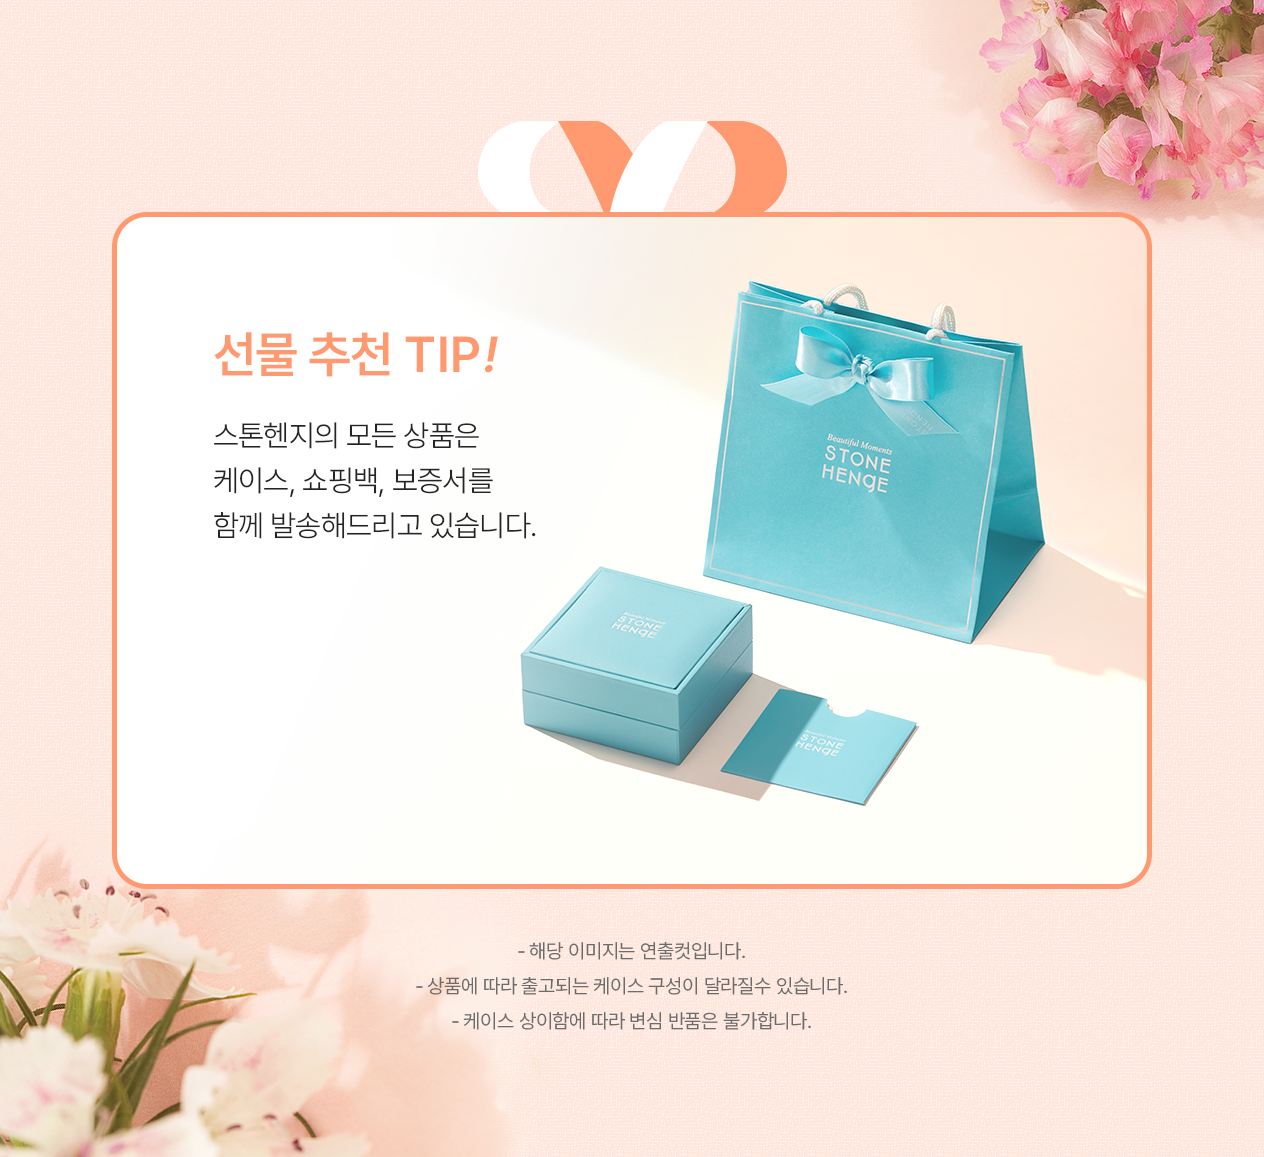 선물 추천 TIP!
스톤헨지의 모든 상품은
케이스, 쇼핑백, 보증서를
함께 발송해드리고 있습니다.
Beautiful Moments
STONE
HENgE
Beautiful Moments
STONE
HENgE
Beautiful Moments
STONE
HENgE
- 해당 이미지는 연출컷입니다.
- 상품에 따라 출고되는 케이스 구성이 달라질수 있습니다.
- 케이스 상이함에 따라 변심 반품은 불가합니다.